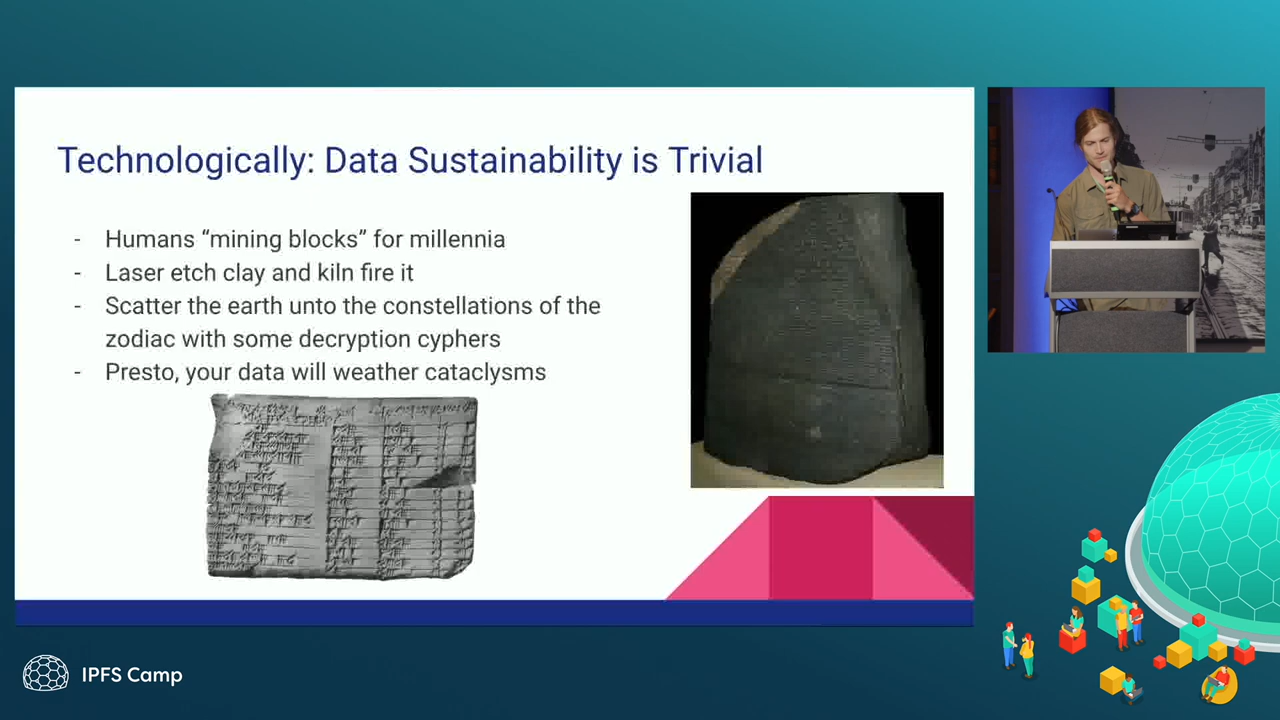 Technologically: Data Sustainability is Trivial
- Humans “mining blocks” for millennia
- Laser etch clay and kiln fire it
- Scatter the earth unto the constellations of the
zodiac with some decryption cyphers
- Presto, your data will weather cataclysms
IPFS Camp